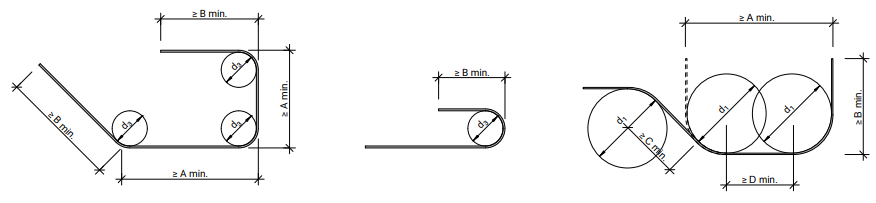 ≥ B min.
d₃
≥ A min.
d₃
d₃
≥ B min.
≥ A min.
≥ B min.
d₃
≥ A min.
d₁
d₁
d₁
≥ B min.
≥ C min.
≥ D min.